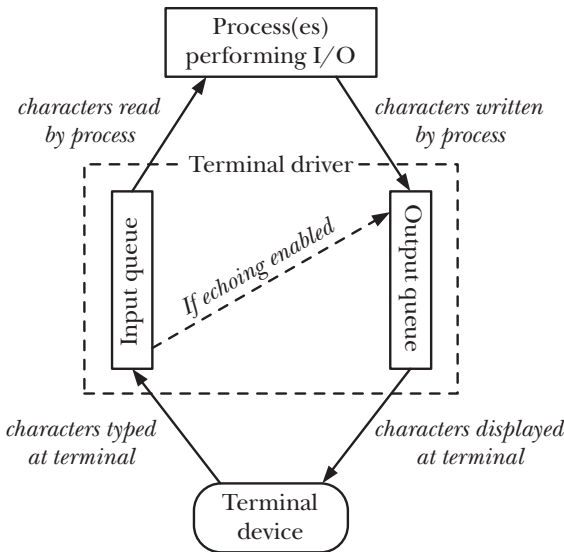 Process(es)
performing I/O
characters read
by process
characters written
by process
Terminal driver
Input queue
If echoing enabled
Output queue
characters typed
at terminal
characters displayed
at terminal
Terminal
device